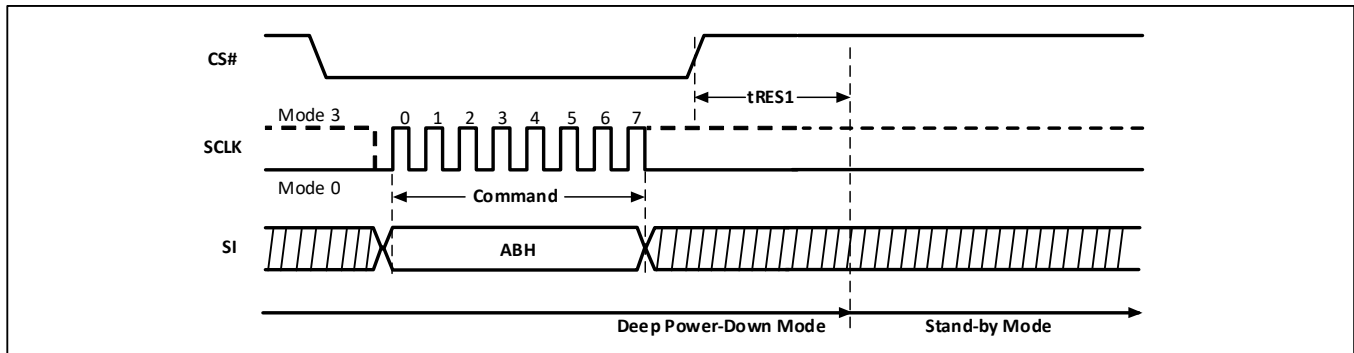 CS#
tRES1
Mode 3
0 1 2 3 4 5 6 7
SCLK
Mode 0
Command
SI
ABH
Deep Power-Down Mode
Stand-by Mode